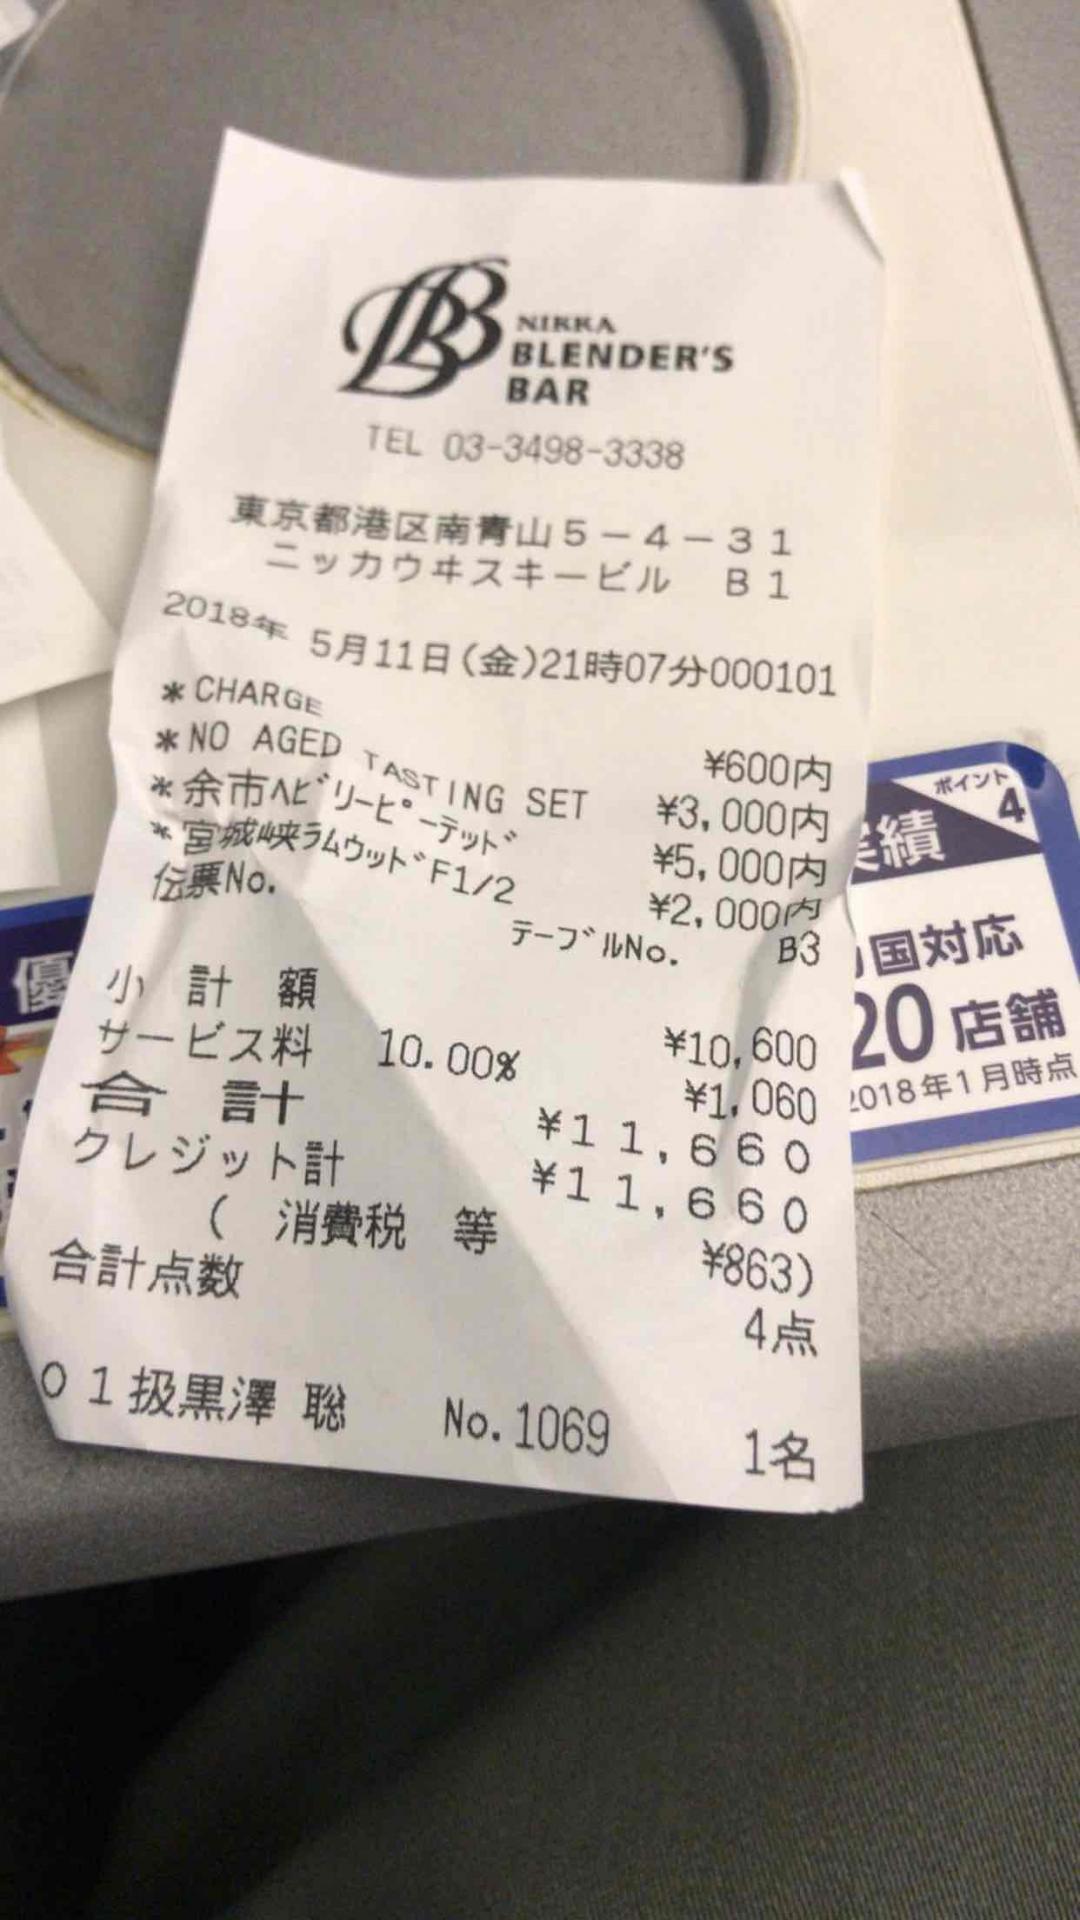 NIKKA
BLENDER'S
BAR
TEL 03-3498-3338
東京都港区南青山5-4-31
ニッカウヰスキービル B1
2018年 5月11日(金)21時07分000101
*CHARGE ¥600内
*NO AGED TASTING SET ¥3,000内
*余市ﾍﾋﾞﾘｰﾋﾟｰテッド ¥5,000内
*宮城峡ラムウッドF1/2 ¥2,000内
伝票No. テーブルNo. B3
小 計 額 ¥10,600
サービス料 10.00% ¥1,060
合 計 ¥11,660
クレジット計 ¥11,660
( 消費税 等 ¥863)
合計点数 4点
01扱黒澤 聡 No.1069 1名
優
ポイント
4
実績
国対応
20店舗
2018年1月時点